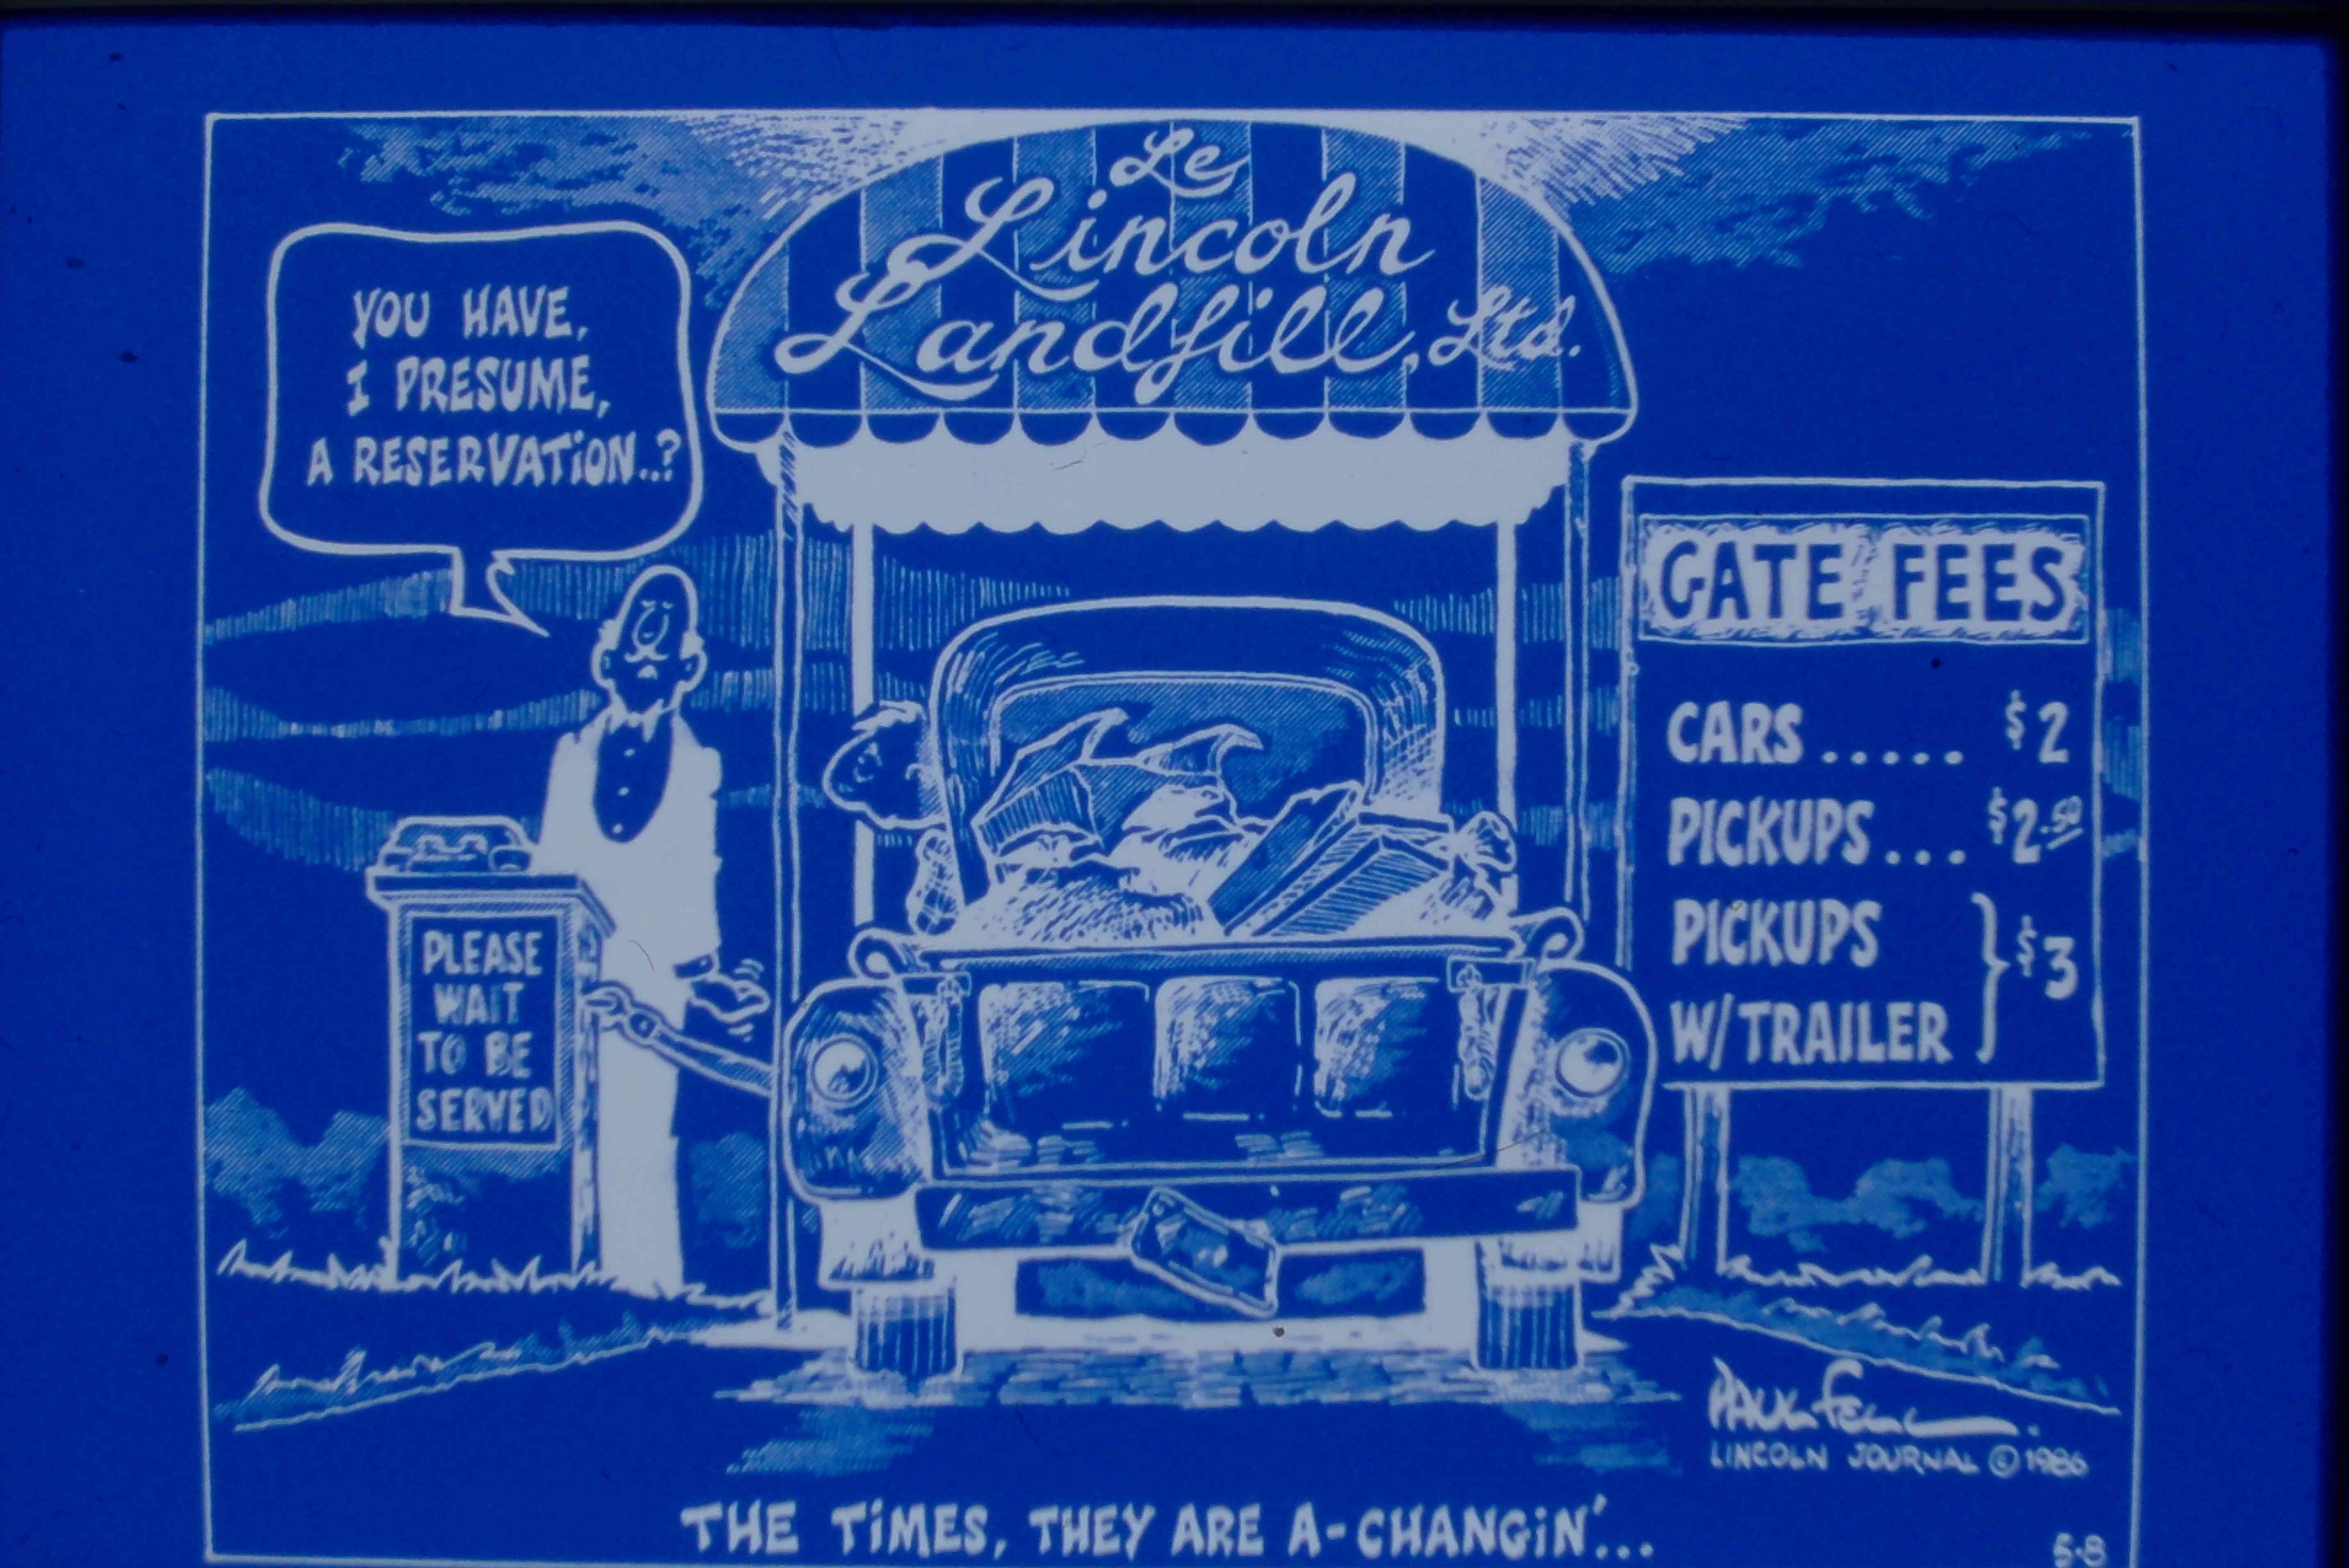 Le
Lincoln
Landfill, Ltd.
YOU HAVE,
I PRESUME,
A RESERVATiON..?
GATE FEES
CARS ..... $2
PICKUPS ... $2.50
PICKUPS
W/TRAILER } $3
PLEASE
WAIT
TO BE
SERVED
PAUL FELL
LINCOLN JOURNAL © 1986
THE TiMES, THEY ARE A-CHANGiN'...
5-8